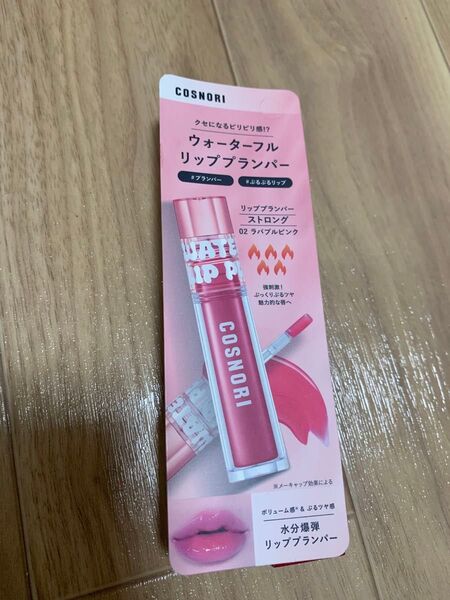 COSNORI
クセになるピリピリ感!?
ウォーターフル
リッププランパー
#プランパー #ぷるぷるリップ
リッププランパー
ストロング
02 ラバブルピンク
強刺激!
ぷっくりぷるツヤ
魅力的な唇へ
WATE
LIP P
COSNORI
※メーキャップ効果による
ボリューム感※ & ぷるツヤ感
水分爆弾
リッププランパー